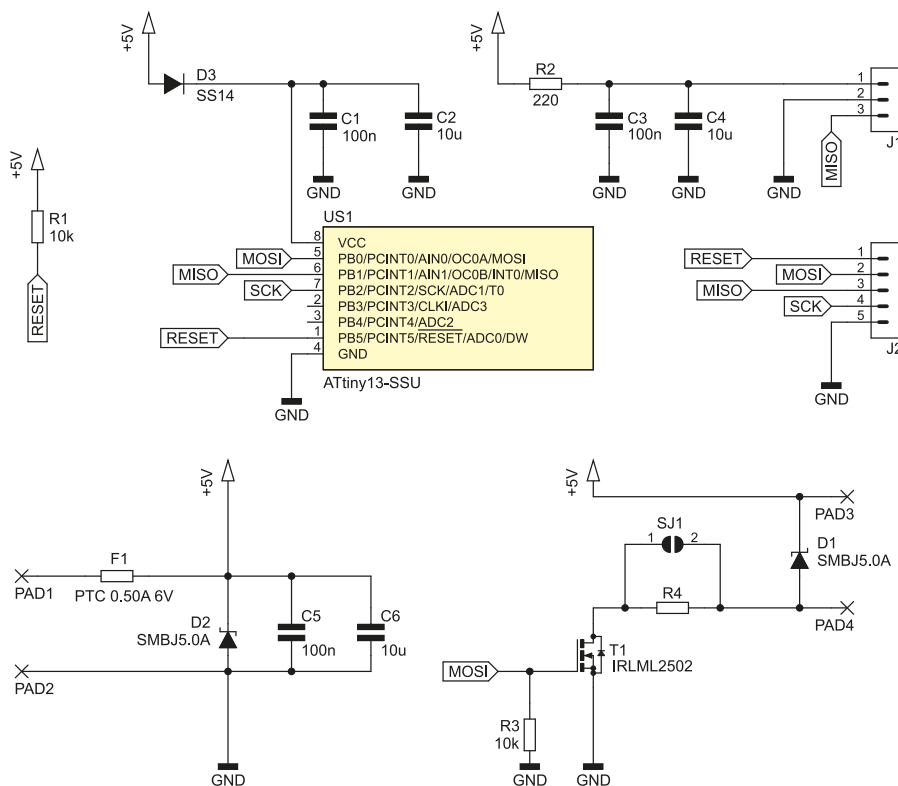 +5V
D3
SS14
C1
100n
C2
10u
GND
GND
+5V
R2
220
C3
100n
C4
10u
GND
GND
GND
1
2
3
MISO
J1
+5V
R1
10k
RESET
US1
8 VCC
MOSI 5 PB0/PCINT0/AIN0/OC0A/MOSI
MISO 6 PB1/PCINT1/AIN1/OC0B/INT0/MISO
SCK 7 PB2/PCINT2/SCK/ADC1/T0
2 PB3/PCINT3/CLKI/ADC3
3 PB4/PCINT4/ADC2
RESET 1 PB5/PCINT5/RESET/ADC0/DW
4 GND
ATtiny13-SSU
GND
RESET 1
MOSI 2
MISO 3
SCK 4
5
J2
GND
+5V
F1
PAD1
PTC 0.50A 6V
D2
SMBJ5.0A
C5
100n
C6
10u
PAD2
GND
+5V
PAD3
SJ1
1 2
D1
SMBJ5.0A
R4
PAD4
T1
IRLML2502
MOSI
R3
10k
GND
GND